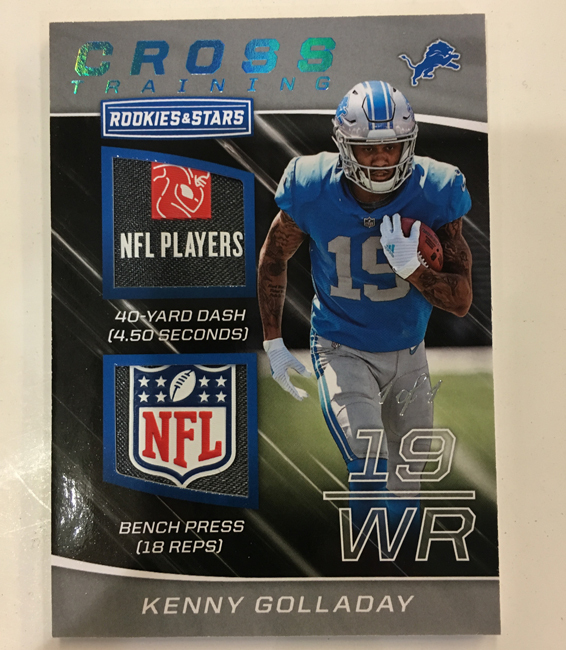 CROSS
TRAINING
ROOKIES & STARS
NFL PLAYERS
40-YARD DASH
(4.50 SECONDS)
NFL
BENCH PRESS
(18 REPS)
19
19
WR
KENNY GOLLADAY